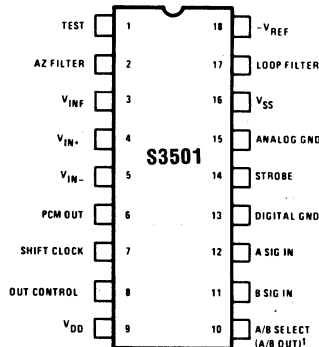 TEST 1 18 -VREF
AZ FILTER 2 17 LOOP FILTER
VINF 3 16 VSS
VIN+ 4 15 ANALOG GND
S3501
VIN- 5 14 STROBE
PCM OUT 6 13 DIGITAL GND
SHIFT CLOCK 7 12 A SIG IN
OUT CONTROL 8 11 B SIG IN
VDD 9 10 A/B SELECT
(A/B OUT)1